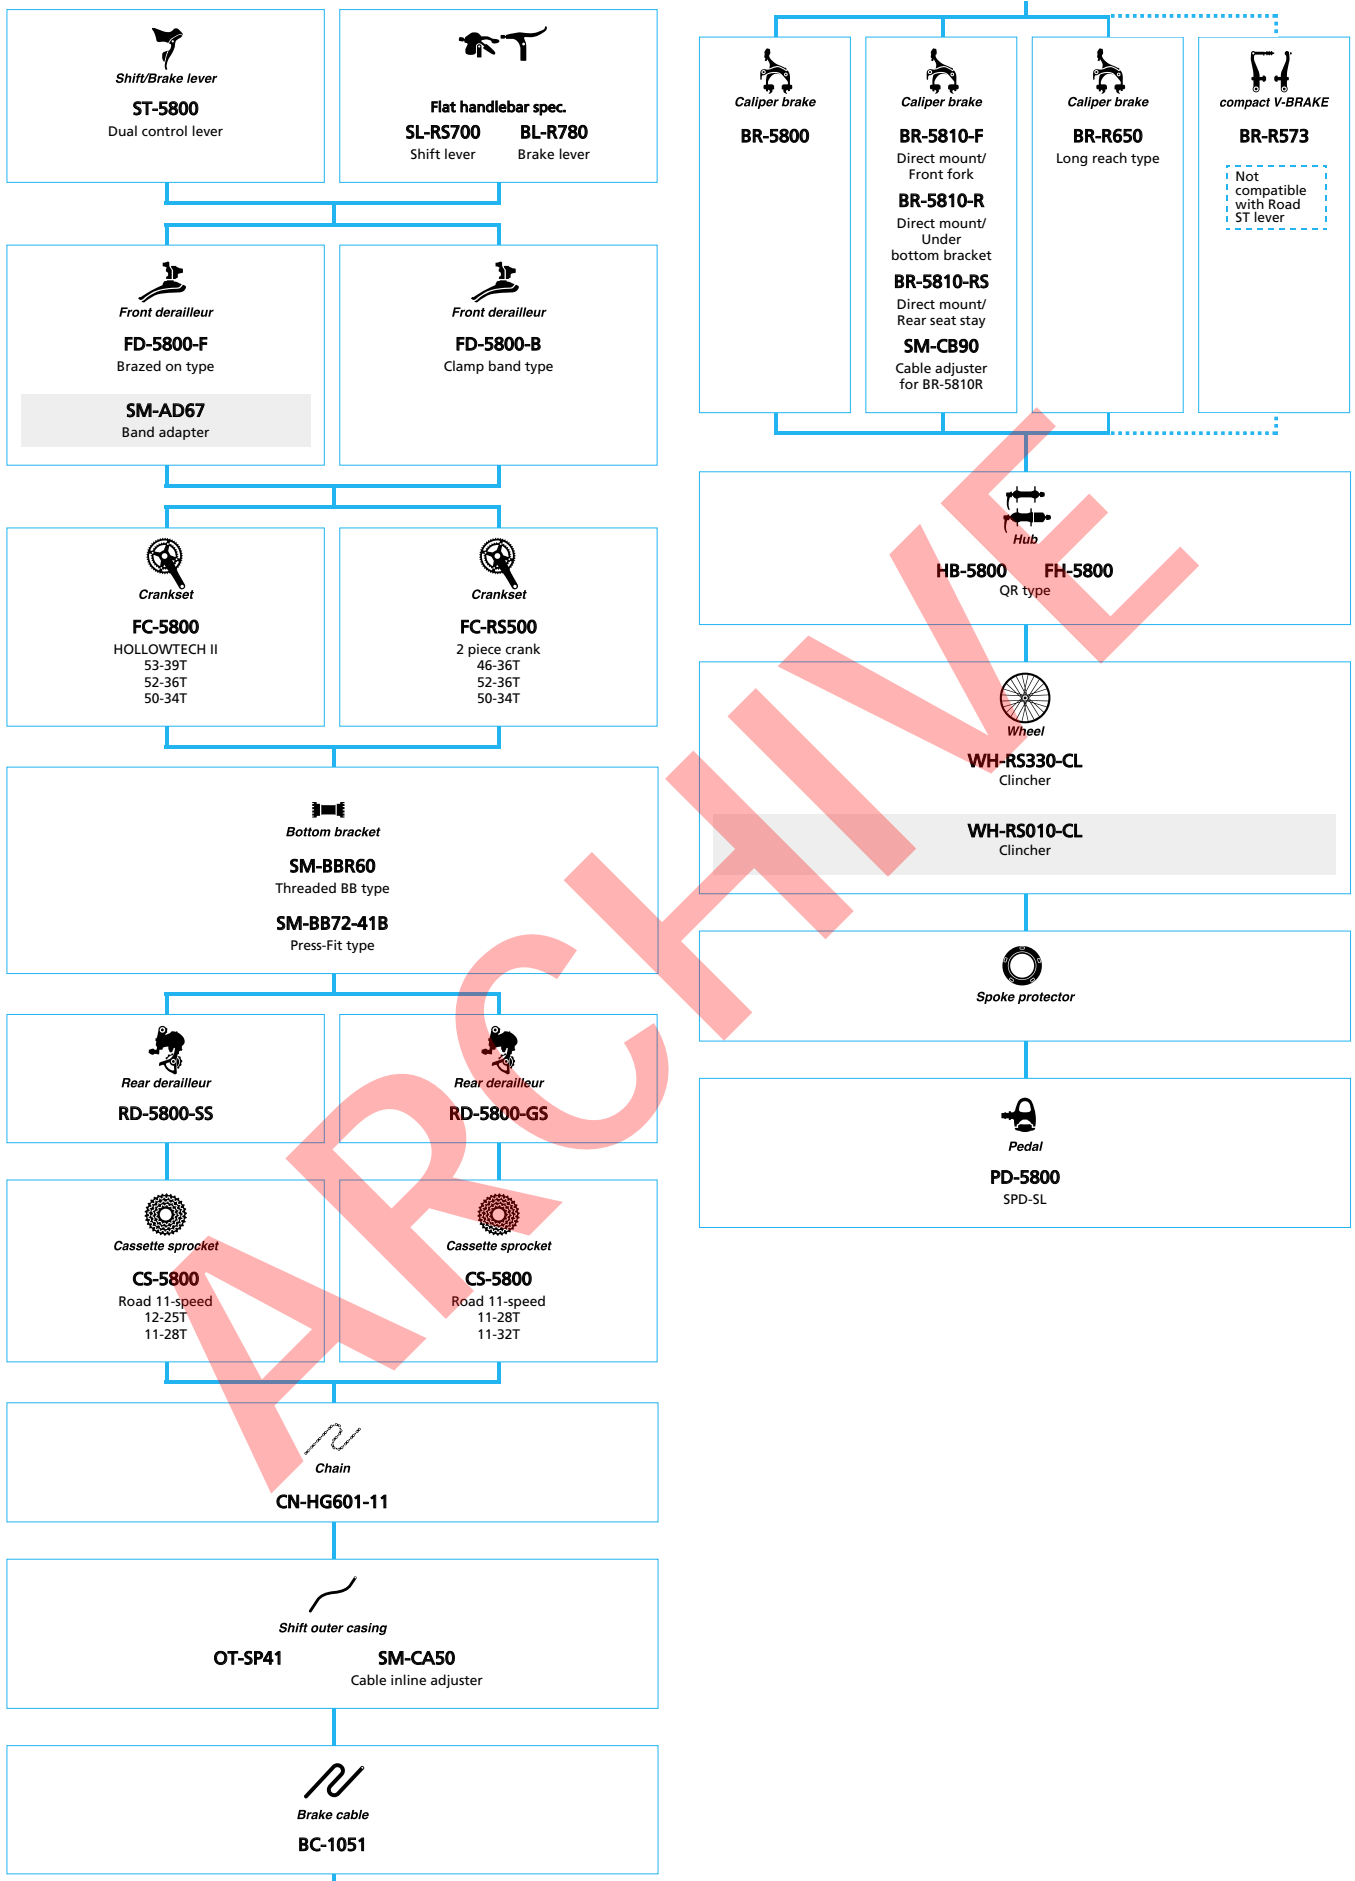 Shift/Brake lever
ST-5800
Dual control lever
Flat handlebar spec.
SL-RS700 BL-R780
Shift lever Brake lever
Front derailleur
FD-5800-F
Brazed on type
SM-AD67
Band adapter
Front derailleur
FD-5800-B
Clamp band type
Crankset
FC-5800
HOLLOWTECH II
53-39T
52-36T
50-34T
Crankset
FC-RS500
2 piece crank
46-36T
52-36T
50-34T
Bottom bracket
SM-BBR60
Threaded BB type
SM-BB72-41B
Press-Fit type
Rear derailleur
RD-5800-SS
Rear derailleur
RD-5800-GS
Cassette sprocket
CS-5800
Road 11-speed
12-25T
11-28T
Cassette sprocket
CS-5800
Road 11-speed
11-28T
11-32T
Chain
CN-HG601-11
Shift outer casing
OT-SP41 SM-CA50
Cable inline adjuster
Brake cable
BC-1051
Caliper brake
BR-5800
Caliper brake
BR-5810-F
Direct mount/
Front fork
BR-5810-R
Direct mount/
Under
bottom bracket
BR-5810-RS
Direct mount/
Rear seat stay
SM-CB90
Cable adjuster
for BR-5810R
Caliper brake
BR-R650
Long reach type
compact V-BRAKE
BR-R573
Not
compatible
with Road
ST lever
Hub
HB-5800 FH-5800
QR type
Wheel
WH-RS330-CL
Clincher
WH-RS010-CL
Clincher
Spoke protector
Pedal
PD-5800
SPD-SL
ARCHIVE